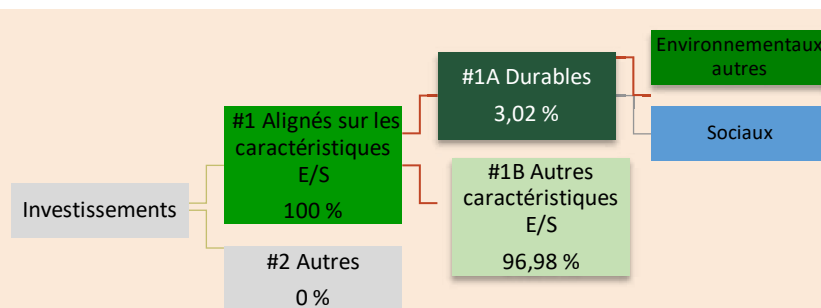 Investissements
#1 Alignés sur les
caractéristiques
E/S
100 %
#2 Autres
0 %
#1A Durables
3,02 %
#1B Autres
caractéristiques
E/S
96,98 %
Environnementaux
autres
Sociaux